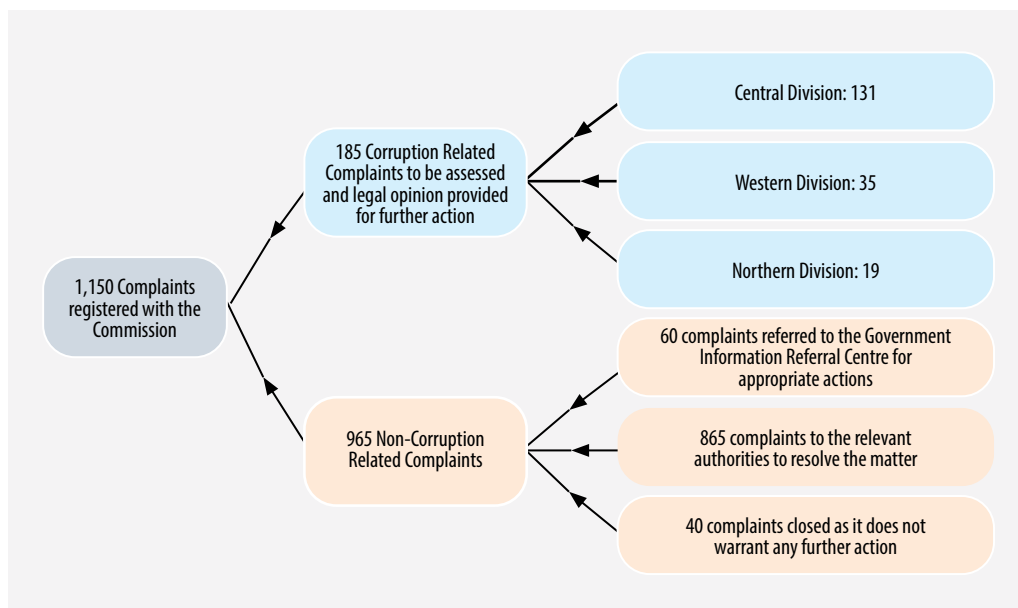 1,150 Complaints
registered with the
Commission
185 Corruption Related
Complaints to be assessed
and legal opinion provided
for further action
Central Division: 131
Western Division: 35
Northern Division: 19
965 Non-Corruption
Related Complaints
60 complaints referred to the Government
Information Referral Centre for
appropriate actions
865 complaints to the relevant
authorities to resolve the matter
40 complaints closed as it does not
warrant any further action